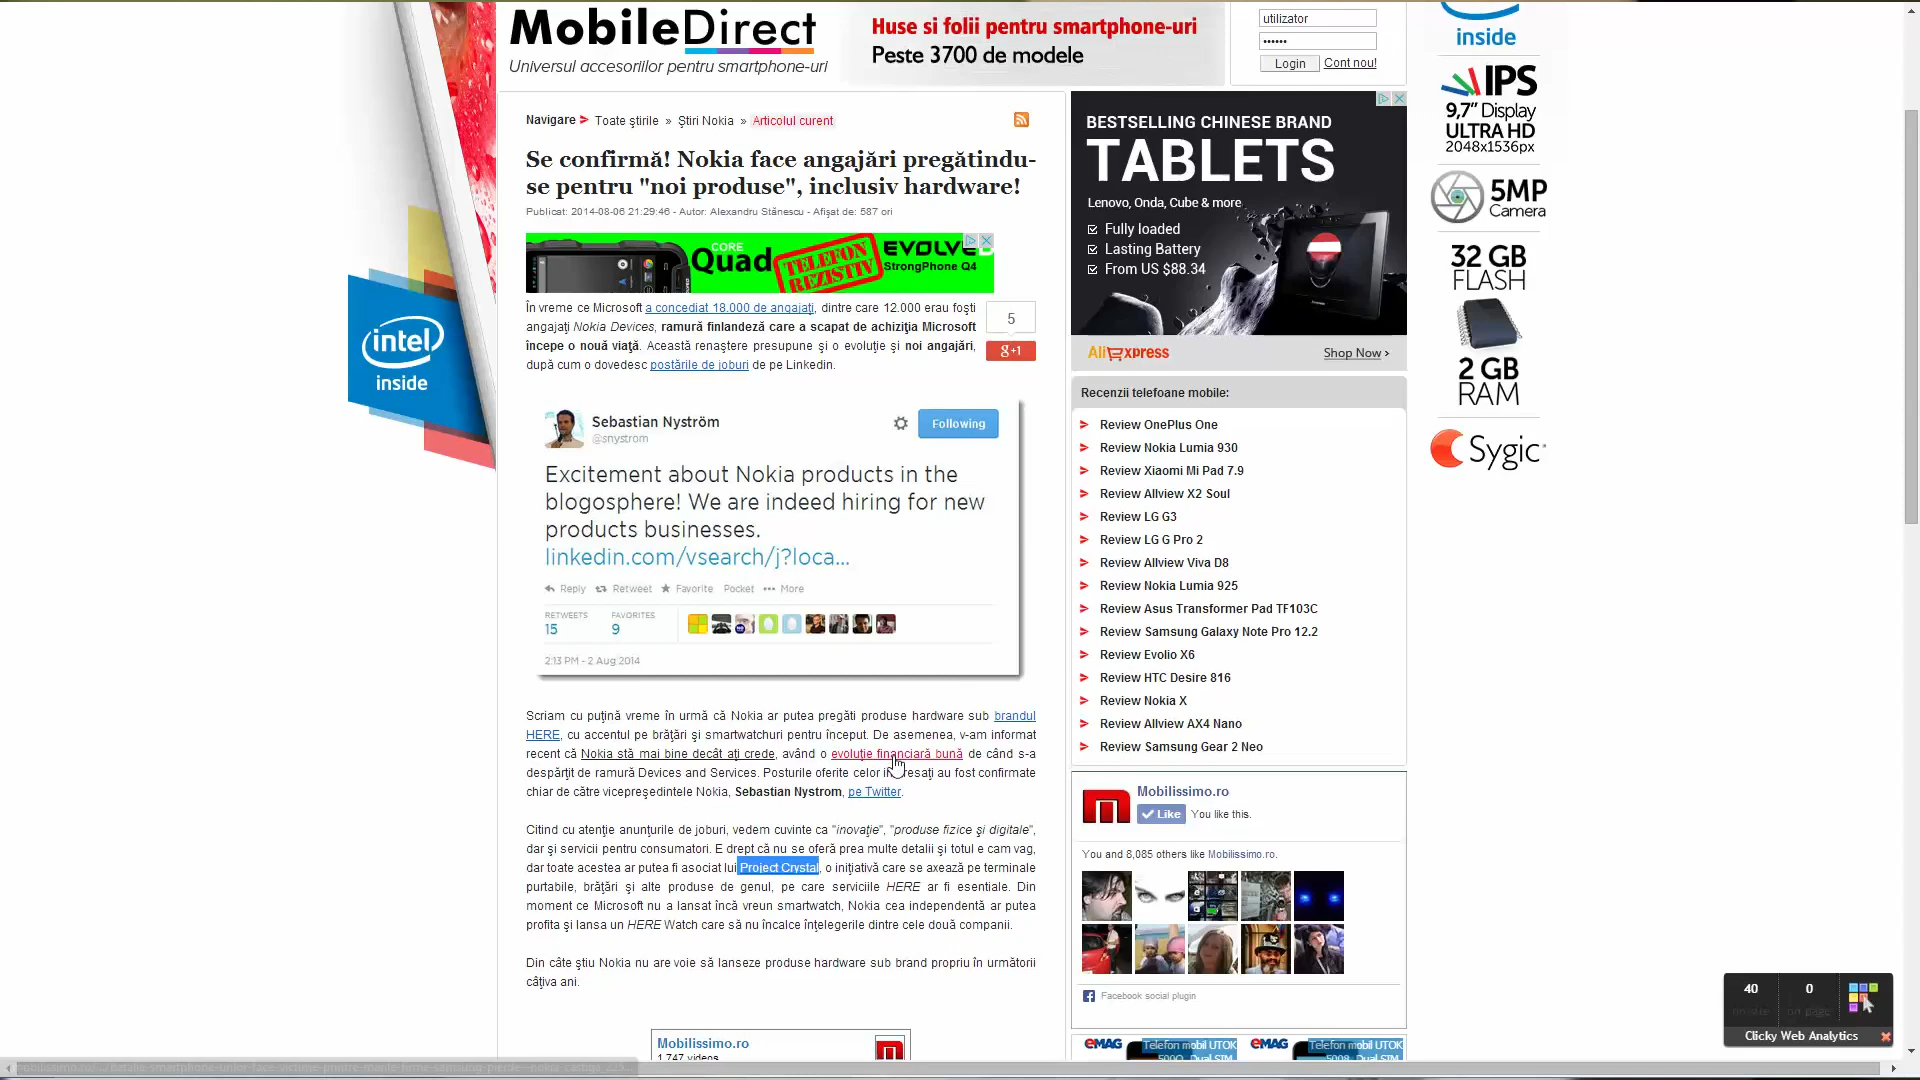 MobileDirect
Universul accesoriilor pentru smartphone-uri
Huse si folii pentru smartphone-uri
Peste 3700 de modele
utilizator
••••••
Login Cont nou!
inside
IPS
9,7" Display
ULTRA HD
2048x1536px
5MP
Camera
32 GB
FLASH
2 GB
RAM
Sygic
intel
inside
Navigare Toate ştirile » Ştiri Nokia » Articolul curent
Se confirmă! Nokia face angajări pregătindu-
se pentru "noi produse", inclusiv hardware!
Publicat: 2014-08-06 21:29:46 - Autor: Alexandru Stănescu - Afişat de: 587 ori
CORE
Quad
TELEFON
REZISTIV
EVOLVE
StrongPhone Q4
În vreme ce Microsoft a concediat 18.000 de angajaţi, dintre care 12.000 erau foşti
angajaţi Nokia Devices, ramură finlandeză care a scapat de achiziţia Microsoft
începe o nouă viaţă. Această renaştere presupune şi o evoluţie şi noi angajări,
după cum o dovedesc postările de joburi de pe Linkedin.
5
g+1
Sebastian Nyström
@snystrom
Following
Excitement about Nokia products in the
blogosphere! We are indeed hiring for new
products businesses.
linkedin.com/vsearch/j?loca...
Reply Retweet Favorite Pocket ••• More
RETWEETS FAVORITES
15 9
2:13 PM - 2 Aug 2014
Scriam cu puţină vreme în urmă că Nokia ar putea pregăti produse hardware sub brandul
HERE, cu accentul pe brăţări şi smartwatchuri pentru început. De asemenea, v-am informat
recent că Nokia stă mai bine decât aţi crede, având o evoluţie financiară bună de când s-a
despărţit de ramură Devices and Services. Posturile oferite celor interesaţi au fost confirmate
chiar de către vicepreşedintele Nokia, Sebastian Nystrom, pe Twitter.
Citind cu atenţie anunţurile de joburi, vedem cuvinte ca "inovaţie", "produse fizice şi digitale",
dar şi servicii pentru consumatori. E drept că nu se oferă prea multe detalii şi totul e cam vag,
dar toate acestea ar putea fi asociat lui Project Crystal, o iniţiativă care se axează pe terminale
purtabile, brăţări şi alte produse de genul, pe care serviciile HERE ar fi esentiale. Din
moment ce Microsoft nu a lansat încă vreun smartwatch, Nokia cea independentă ar putea
profita şi lansa un HERE Watch care să nu încalce înţelegerile dintre cele două companii.
Din câte ştiu Nokia nu are voie să lanseze produse hardware sub brand propriu în următorii
câţiva ani.
Mobilissimo.ro
1,747 videos
BESTSELLING CHINESE BRAND
TABLETS
Lenovo, Onda, Cube & more
Fully loaded
Lasting Battery
From US $88.34
AliExpress Shop Now ›
Recenzii telefoane mobile:
Review OnePlus One
Review Nokia Lumia 930
Review Xiaomi Mi Pad 7.9
Review Allview X2 Soul
Review LG G3
Review LG G Pro 2
Review Allview Viva D8
Review Nokia Lumia 925
Review Asus Transformer Pad TF103C
Review Samsung Galaxy Note Pro 12.2
Review Evolio X6
Review HTC Desire 816
Review Nokia X
Review Allview AX4 Nano
Review Samsung Gear 2 Neo
Mobilissimo.ro
Like You like this.
You and 8,085 others like Mobilissimo.ro.
Facebook social plugin
eMAG Telefon mobil UTOK
500Q, Dual SIM
eMAG Telefon mobil UTOK
Dual SIM
40 0
Clicky Web Analytics